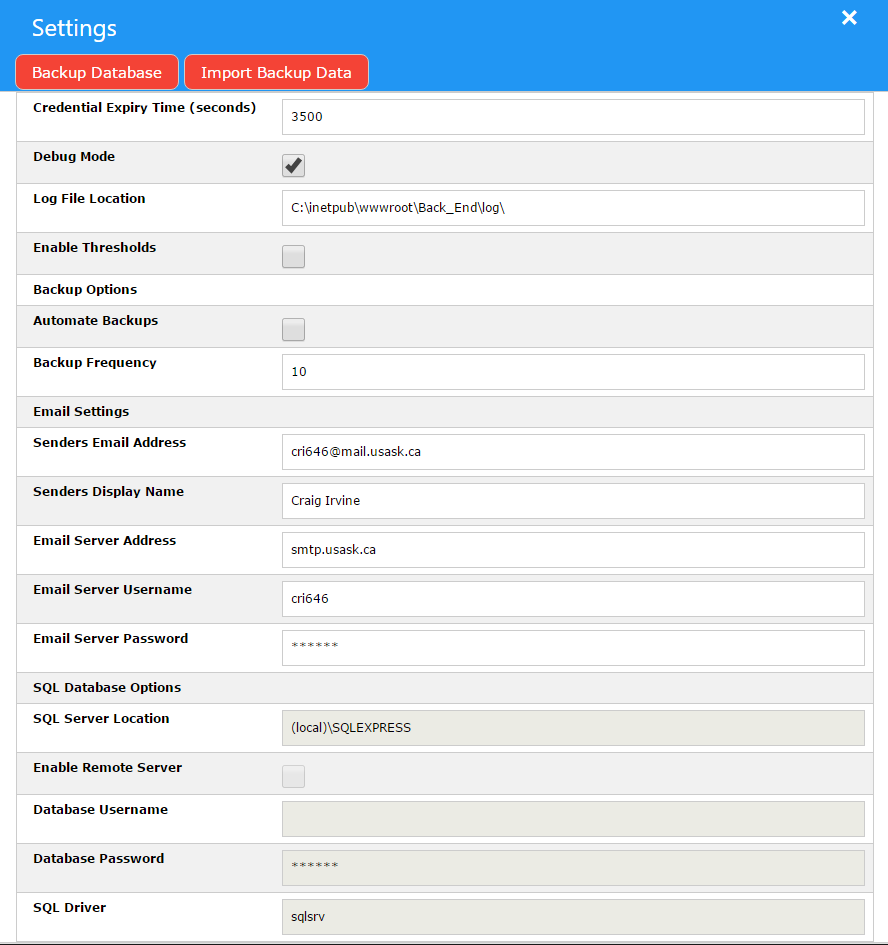 Settings
Backup Database Import Backup Data
Credential Expiry Time (seconds) 3500
Debug Mode
Log File Location C:\inetpub\wwwroot\Back_End\log\
Enable Thresholds
Backup Options
Automate Backups
Backup Frequency 10
Email Settings
Senders Email Address cri646@mail.usask.ca
Senders Display Name Craig Irvine
Email Server Address smtp.usask.ca
Email Server Username cri646
Email Server Password ******
SQL Database Options
SQL Server Location (local)\SQLEXPRESS
Enable Remote Server
Database Username
Database Password ******
SQL Driver sqlsrv